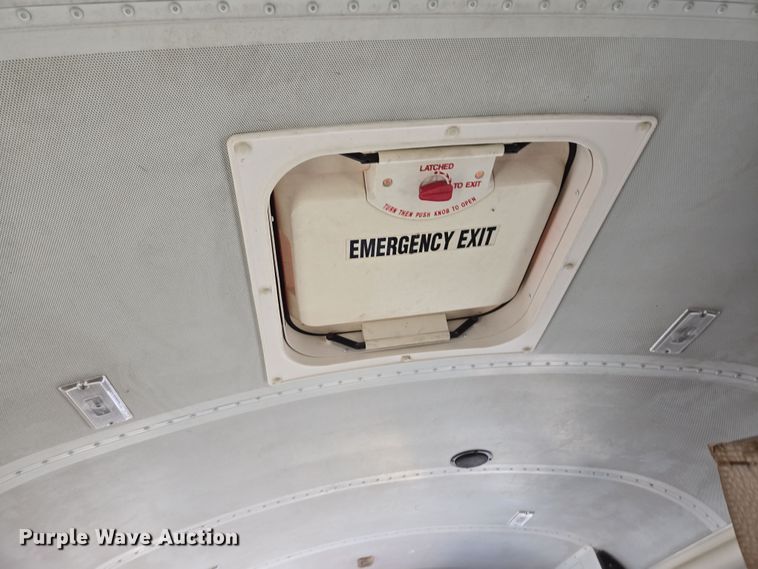 LATCHED
TO EXIT
TURN THEN PUSH KNOB TO OPEN
EMERGENCY EXIT
Purple Wave Auction